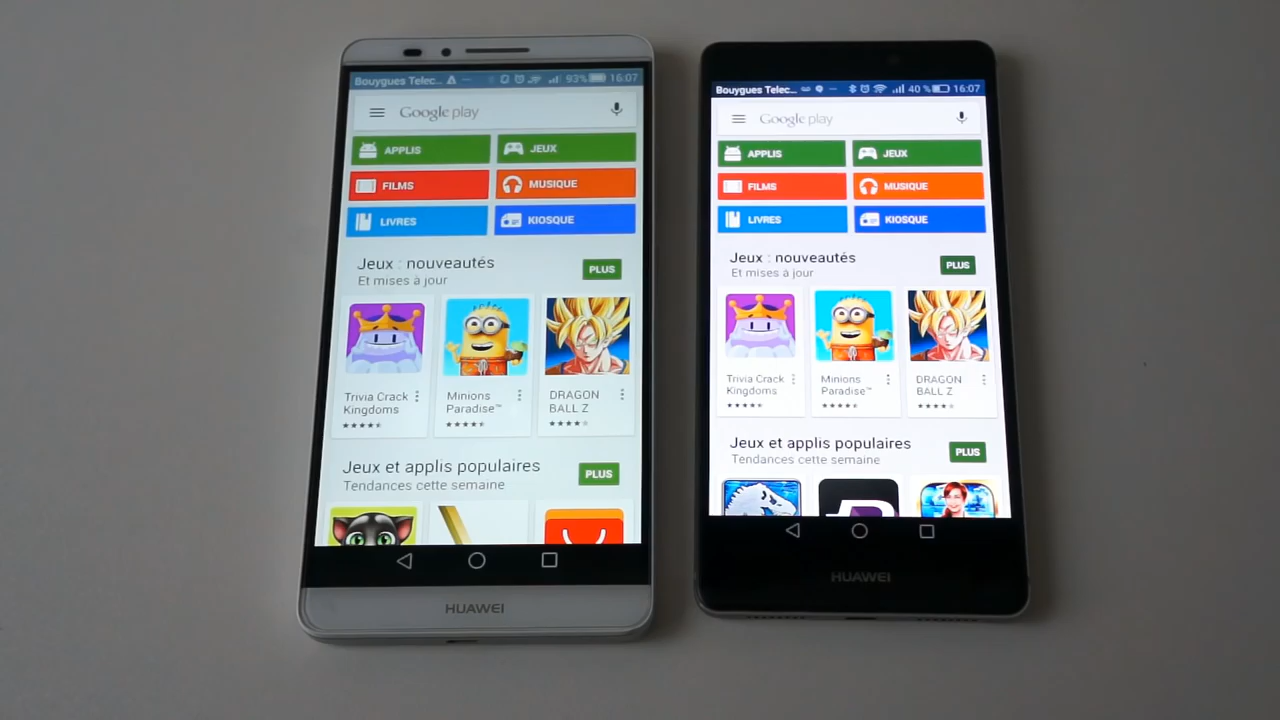 Bouygues Telec...
93% 16:07
Google play
APPLIS
JEUX
FILMS
MUSIQUE
LIVRES
KIOSQUE
Jeux : nouveautés
PLUS
Et mises à jour
Trivia Crack
Kingdoms
Minions
Paradise™
DRAGON
BALL Z
Jeux et applis populaires
PLUS
Tendances cette semaine
HUAWEI
Bouygues Telec...
40 % 16:07
Google play
APPLIS
JEUX
FILMS
MUSIQUE
LIVRES
KIOSQUE
Jeux : nouveautés
PLUS
Et mises à jour
Trivia Crack
Kingdoms
Minions
Paradise™
DRAGON
BALL Z
Jeux et applis populaires
PLUS
Tendances cette semaine
HUAWEI